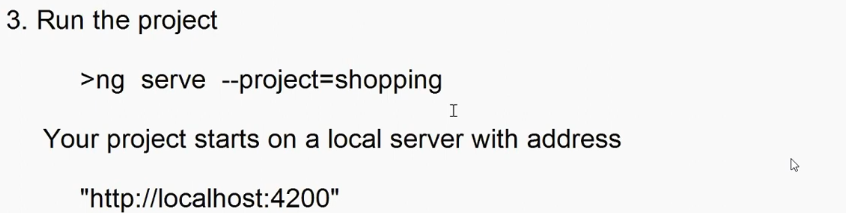 3. Run the project
>ng serve --project=shopping
Your project starts on a local server with address
"http://localhost:4200"